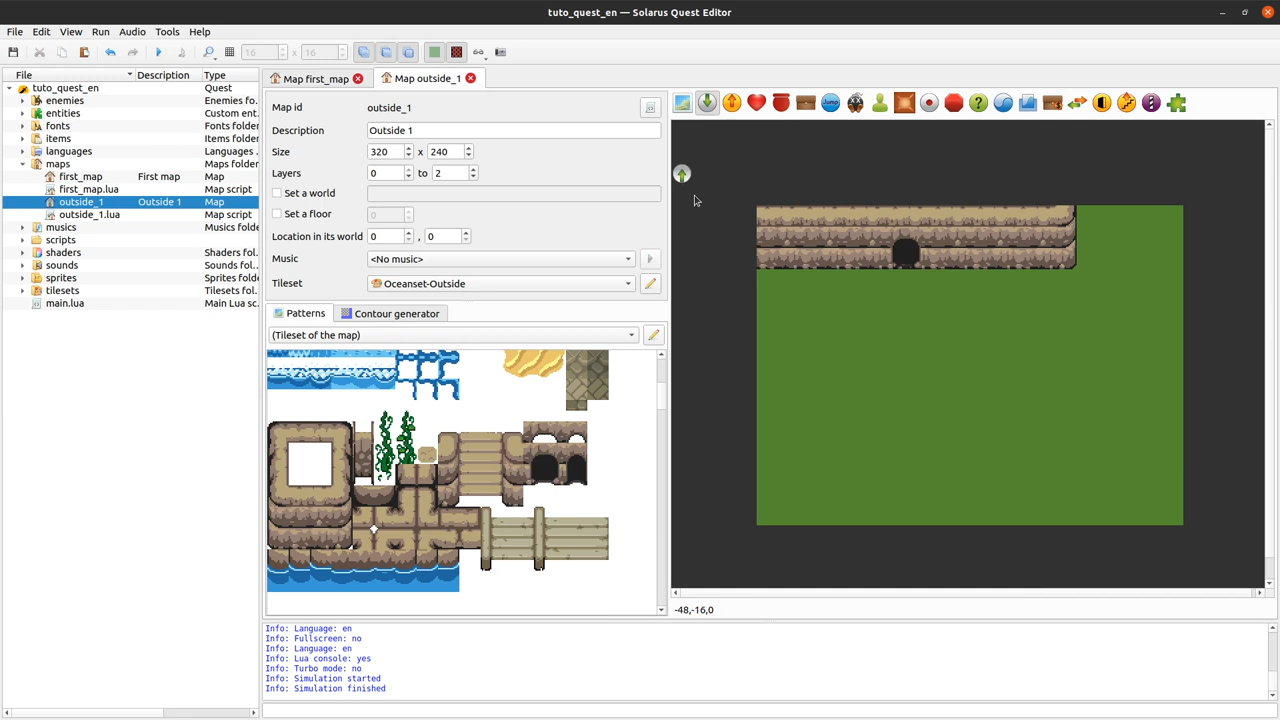 tuto_quest_en — Solarus Quest Editor
File Edit View Run Audio Tools Help
16 x 16
File Description Type
tuto_quest_en Quest
enemies Enemies fo...
entities Custom ent...
fonts Fonts folder
items Items folder
languages Languages ...
maps Maps folder
first_map First map Map
first_map.lua Map script
outside_1 Outside 1 Map
outside_1.lua Map script
musics Musics folder
scripts
shaders Shaders fol...
sounds Sounds fol...
sprites Sprites folder
tilesets Tilesets fol...
main.lua Main Lua sc...
Map first_map Map outside_1
Map id outside_1
Description Outside 1
Size 320 x 240
Layers 0 to 2
Set a world
Set a floor 0
Location in its world 0 , 0
Music <No music>
Tileset Oceanset-Outside
Patterns Contour generator
(Tileset of the map)
Jump
-48,-16,0
Info: Language: en
Info: Fullscreen: no
Info: Language: en
Info: Lua console: yes
Info: Turbo mode: no
Info: Simulation started
Info: Simulation finished